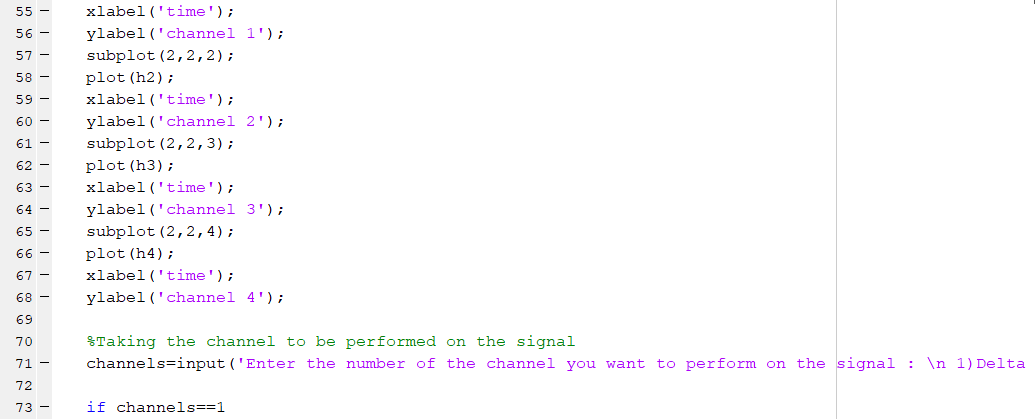 55 – xlabel('time');
56 – ylabel('channel 1');
57 – subplot(2,2,2);
58 – plot(h2);
59 – xlabel('time');
60 – ylabel('channel 2');
61 – subplot(2,2,3);
62 – plot(h3);
63 – xlabel('time');
64 – ylabel('channel 3');
65 – subplot(2,2,4);
66 – plot(h4);
67 – xlabel('time');
68 – ylabel('channel 4');
69
70 %Taking the channel to be performed on the signal
71 – channels=input('Enter the number of the channel you want to perform on the signal : \n 1)Delta
72
73 – if channels==1